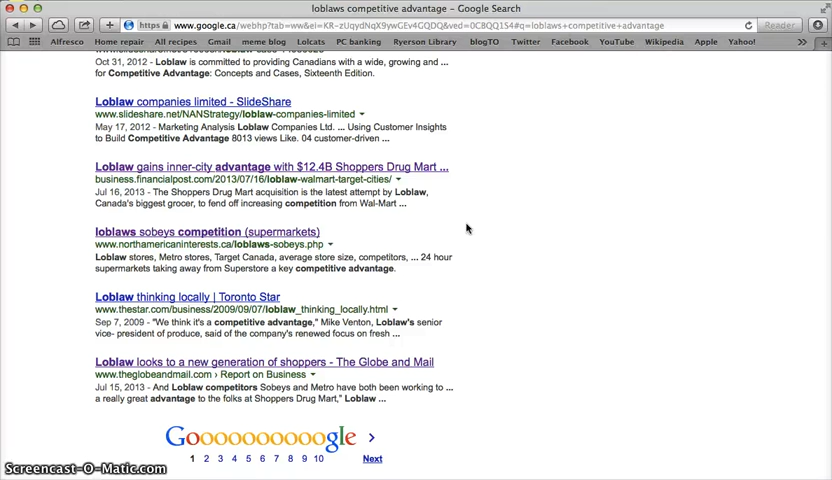 loblaws competitive advantage – Google Search
https www.google.ca/webhp?tab=ww&ei=KR-zUqydNqX9ywGEv4GQDQ&ved=0CBQQ1S4#q=loblaws+competitive+advantage
Reader
Alfresco Home repair All recipes Gmail meme blog Lolcats PC banking Ryerson Library blogTO Twitter Facebook YouTube Wikipedia Apple Yahoo!
Oct 31, 2012 - Loblaw is committed to providing Canadians with a wide, growing and ...
for Competitive Advantage: Concepts and Cases, Sixteenth Edition.
Loblaw companies limited - SlideShare
www.slideshare.net/NANStrategy/loblaw-companies-limited
May 17, 2012 - Marketing Analysis Loblaw Companies Ltd. ... Using Customer Insights
to Build Competitive Advantage 8013 views Like. 04 customer-driven ...
Loblaw gains inner-city advantage with $12.4B Shoppers Drug Mart ...
business.financialpost.com/2013/07/16/loblaw-walmart-target-cities/
Jul 16, 2013 - The Shoppers Drug Mart acquisition is the latest attempt by Loblaw,
Canada's biggest grocer, to fend off increasing competition from Wal-Mart ...
loblaws sobeys competition (supermarkets)
www.northamericaninterests.ca/loblaws-sobeys.php
Loblaw stores, Metro stores, Target Canada, average store size, competitors, ... 24 hour
supermarkets taking away from Superstore a key competitive advantage.
Loblaw thinking locally | Toronto Star
www.thestar.com/business/2009/09/07/loblaw_thinking_locally.html
Sep 7, 2009 - "We think it's a competitive advantage," Mike Venton, Loblaw's senior
vice- president of produce, said of the company's renewed focus on fresh ...
Loblaw looks to a new generation of shoppers - The Globe and Mail
www.theglobeandmail.com › Report on Business
Jul 15, 2013 - And Loblaw competitors Sobeys and Metro have both been working to ...
a really great advantage to the folks at Shoppers Drug Mart," Loblaw ...
Goooooooooogle
1 2 3 4 5 6 7 8 9 10 Next
Screencast-O-Matic.com